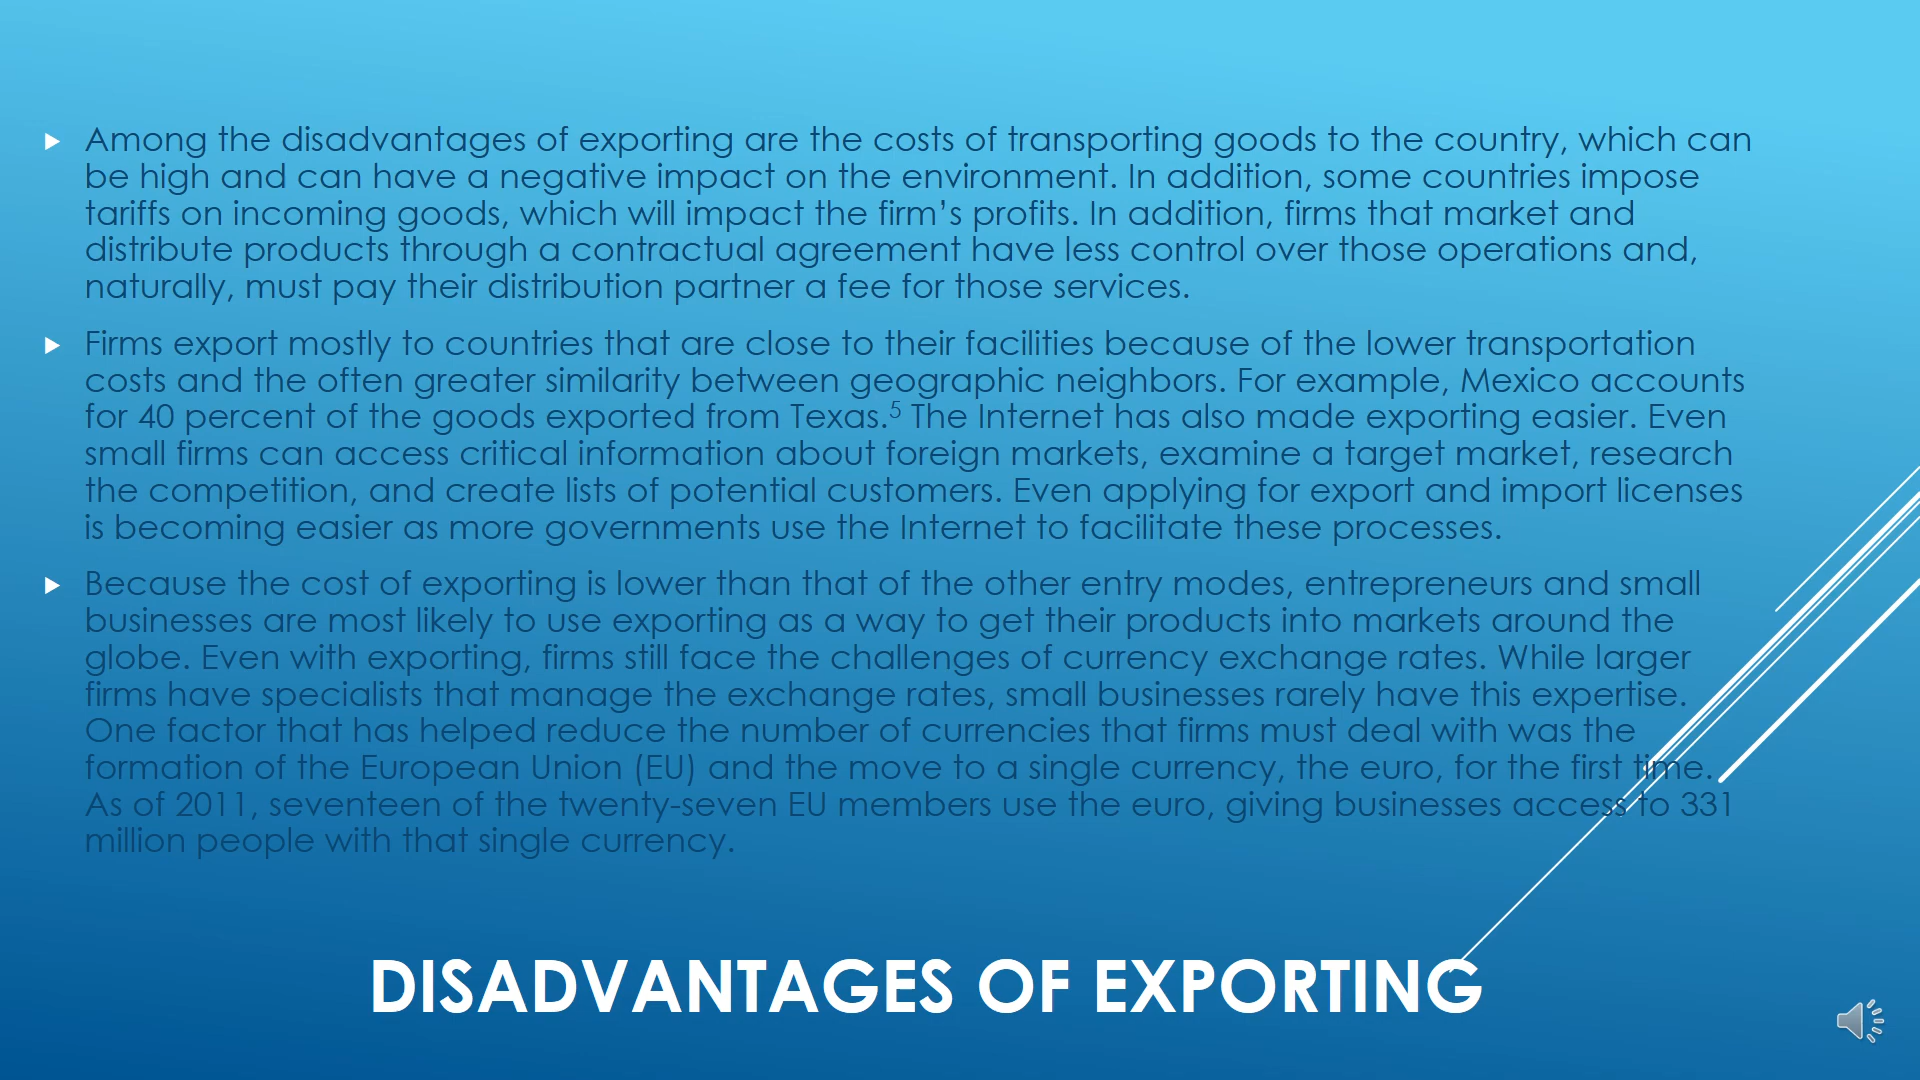 Among the disadvantages of exporting are the costs of transporting goods to the country, which can
be high and can have a negative impact on the environment. In addition, some countries impose
tariffs on incoming goods, which will impact the firm’s profits. In addition, firms that market and
distribute products through a contractual agreement have less control over those operations and,
naturally, must pay their distribution partner a fee for those services.
Firms export mostly to countries that are close to their facilities because of the lower transportation
costs and the often greater similarity between geographic neighbors. For example, Mexico accounts
for 40 percent of the goods exported from Texas.5 The Internet has also made exporting easier. Even
small firms can access critical information about foreign markets, examine a target market, research
the competition, and create lists of potential customers. Even applying for export and import licenses
is becoming easier as more governments use the Internet to facilitate these processes.
Because the cost of exporting is lower than that of the other entry modes, entrepreneurs and small
businesses are most likely to use exporting as a way to get their products into markets around the
globe. Even with exporting, firms still face the challenges of currency exchange rates. While larger
firms have specialists that manage the exchange rates, small businesses rarely have this expertise.
One factor that has helped reduce the number of currencies that firms must deal with was the
formation of the European Union (EU) and the move to a single currency, the euro, for the first time.
As of 2011, seventeen of the twenty-seven EU members use the euro, giving businesses access to 331
million people with that single currency.
DISADVANTAGES OF EXPORTING